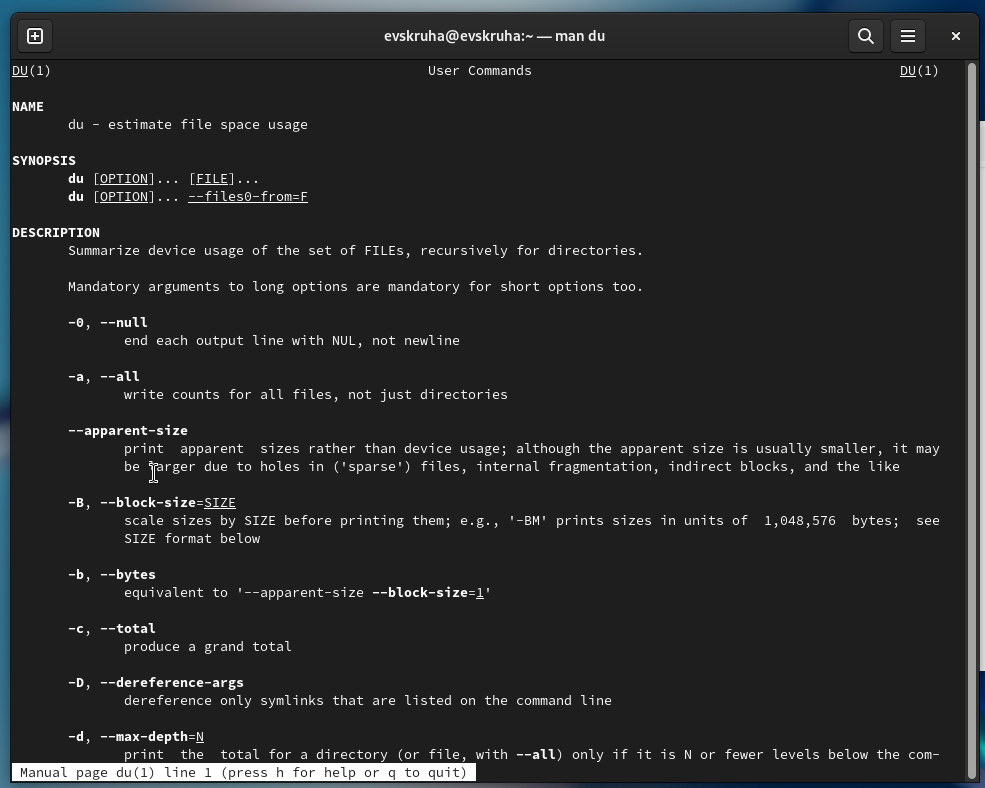 evskruha@evskruha:~ — man du
DU(1) User Commands DU(1)
NAME
du - estimate file space usage
SYNOPSIS
du [OPTION]... [FILE]...
du [OPTION]... --files0-from=F
DESCRIPTION
Summarize device usage of the set of FILEs, recursively for directories.
Mandatory arguments to long options are mandatory for short options too.
-0, --null
end each output line with NUL, not newline
-a, --all
write counts for all files, not just directories
--apparent-size
print  apparent  sizes rather than device usage; although the apparent size is usually smaller, it may
be larger due to holes in ('sparse') files, internal fragmentation, indirect blocks, and the like
-B, --block-size=SIZE
scale sizes by SIZE before printing them; e.g., '-BM' prints sizes in units of  1,048,576  bytes;  see
SIZE format below
-b, --bytes
equivalent to '--apparent-size --block-size=1'
-c, --total
produce a grand total
-D, --dereference-args
dereference only symlinks that are listed on the command line
-d, --max-depth=N
print  the  total for a directory (or file, with --all) only if it is N or fewer levels below the com-
Manual page du(1) line 1 (press h for help or q to quit)